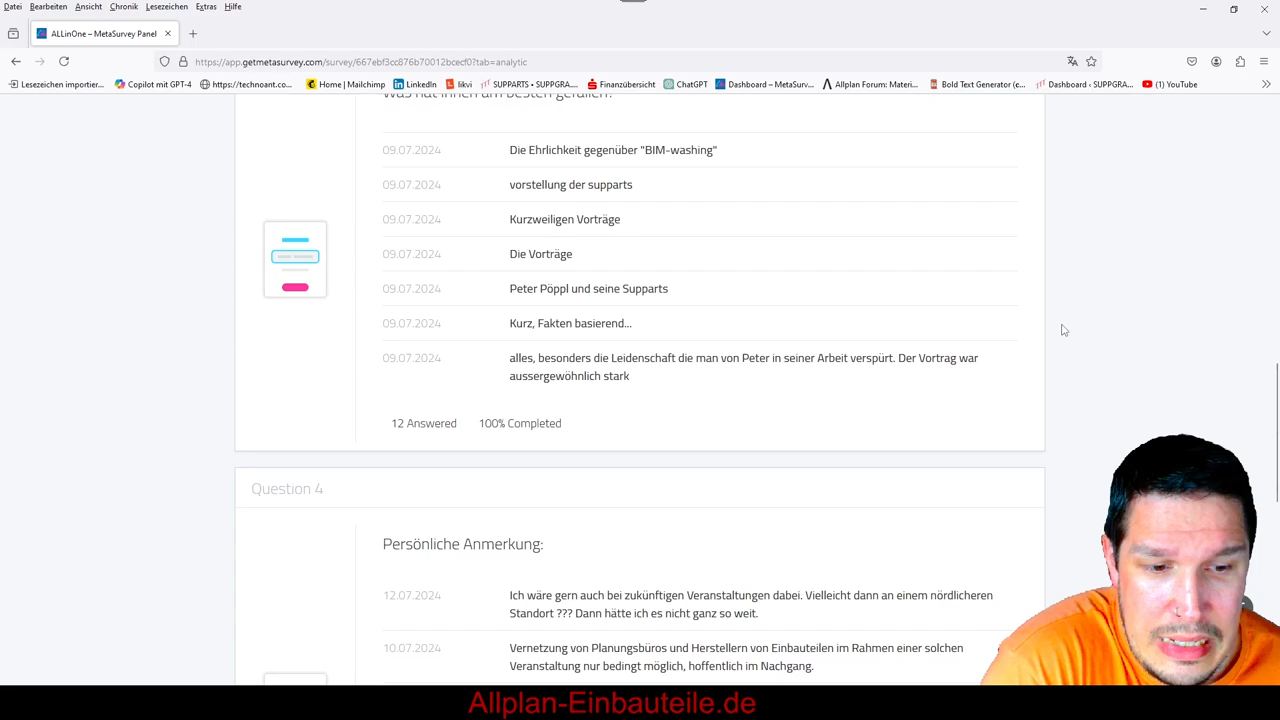 Datei Bearbeiten Ansicht Chronik Lesezeichen Extras Hilfe
ALLinOne – MetaSurvey Panel
https://app.getmetasurvey.com/survey/667ebf3cc876b70012bcecf0?tab=analytic
Lesezeichen importier... Copilot mit GPT-4 https://technoant.co... Home | Mailchimp LinkedIn likvi SUPPARTS • SUPPGRA... Finanzübersicht ChatGPT Dashboard – MetaSurv... Allplan Forum: Materi... Bold Text Generator (e... Dashboard ‹ SUPPGR... (1) YouTube
Was hat Ihnen am besten gefallen?
09.07.2024 Die Ehrlichkeit gegenüber "BIM-washing"
09.07.2024 vorstellung der supparts
09.07.2024 Kurzweiligen Vorträge
09.07.2024 Die Vorträge
09.07.2024 Peter Pöppl und seine Supparts
09.07.2024 Kurz, Fakten basierend...
09.07.2024 alles, besonders die Leidenschaft die man von Peter in seiner Arbeit verspürt. Der Vortrag war
aussergewöhnlich stark
12 Answered 100% Completed
Question 4
Persönliche Anmerkung:
12.07.2024 Ich wäre gern auch bei zukünftigen Veranstaltungen dabei. Vielleicht dann an einem nördlicheren
Standort ??? Dann hätte ich es nicht ganz so weit.
10.07.2024 Vernetzung von Planungsbüros und Herstellern von Einbauteilen im Rahmen einer solchen
Veranstaltung nur bedingt möglich, hoffentlich im Nachgang.
Allplan-Einbauteile.de